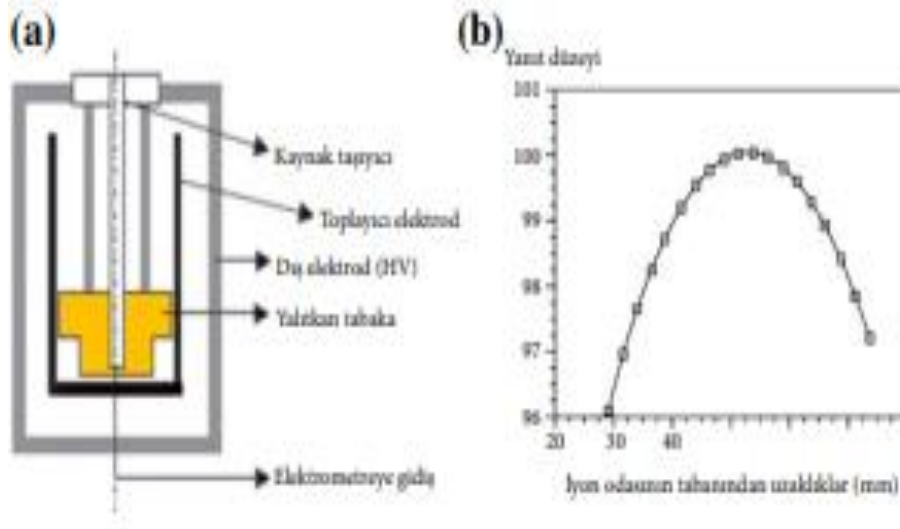 (a)
Kaynak taşıyıcı
Toplayıcı elektrod
Dış elektrod (HV)
Yalıtkan tabaka
Elektrometreye gidiş
(b)
Yanıt düzeyi
101
100
99
98
97
96
20
30
40
İyon odasının tabanından uzaklıklar (mm)